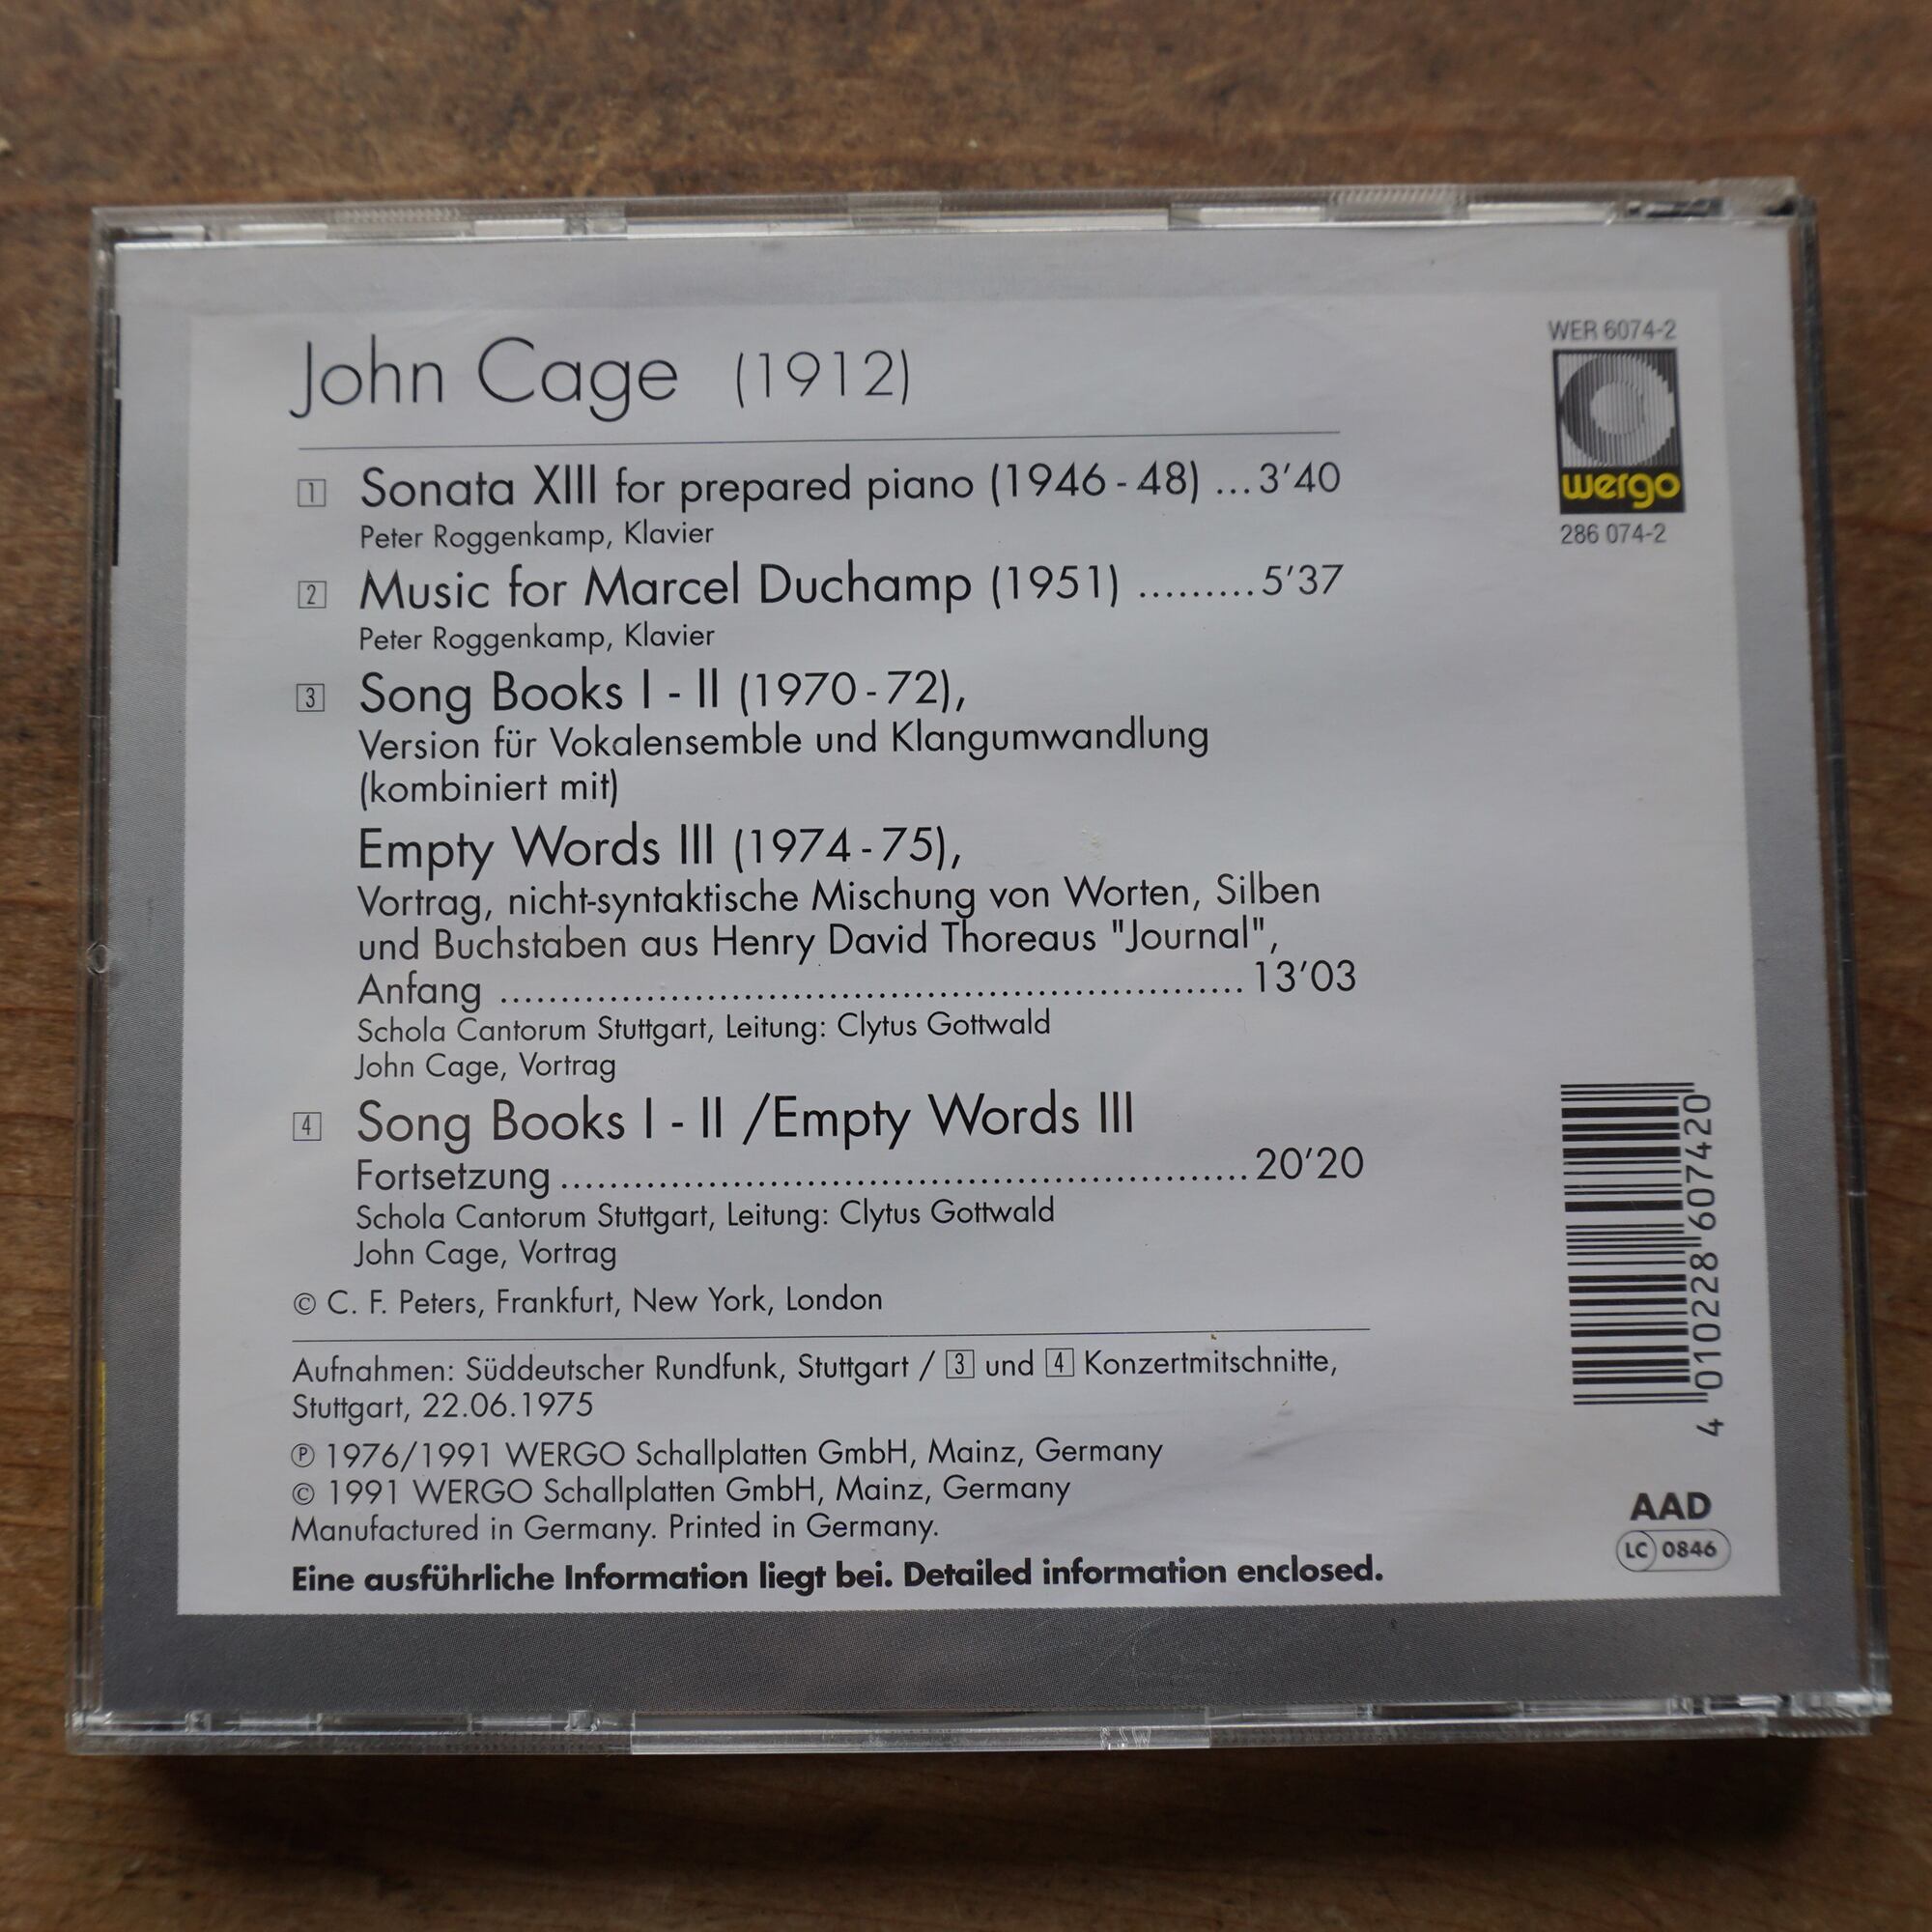 John Cage (1912)
1 Sonata XIII for prepared piano (1946 - 48) ...3'40
Peter Roggenkamp, Klavier
2 Music for Marcel Duchamp (1951) .........5'37
Peter Roggenkamp, Klavier
3 Song Books I - II (1970 - 72),
Version für Vokalensemble und Klangumwandlung
(kombiniert mit)
Empty Words III (1974 - 75),
Vortrag, nicht-syntaktische Mischung von Worten, Silben
und Buchstaben aus Henry David Thoreaus "Journal",
Anfang ............................................................ 13'03
Schola Cantorum Stuttgart, Leitung: Clytus Gottwald
John Cage, Vortrag
4 Song Books I - II /Empty Words III
Fortsetzung ....................................................... 20'20
Schola Cantorum Stuttgart, Leitung: Clytus Gottwald
John Cage, Vortrag
© C. F. Peters, Frankfurt, New York, London
Aufnahmen: Süddeutscher Rundfunk, Stuttgart / 3 und 4 Konzertmitschnitte,
Stuttgart, 22.06.1975
℗ 1976/1991 WERGO Schallplatten GmbH, Mainz, Germany
© 1991 WERGO Schallplatten GmbH, Mainz, Germany
Manufactured in Germany. Printed in Germany.
Eine ausführliche Information liegt bei. Detailed information enclosed.
WER 6074-2
wergo
286 074-2
4 010228 607420
AAD
LC 0846